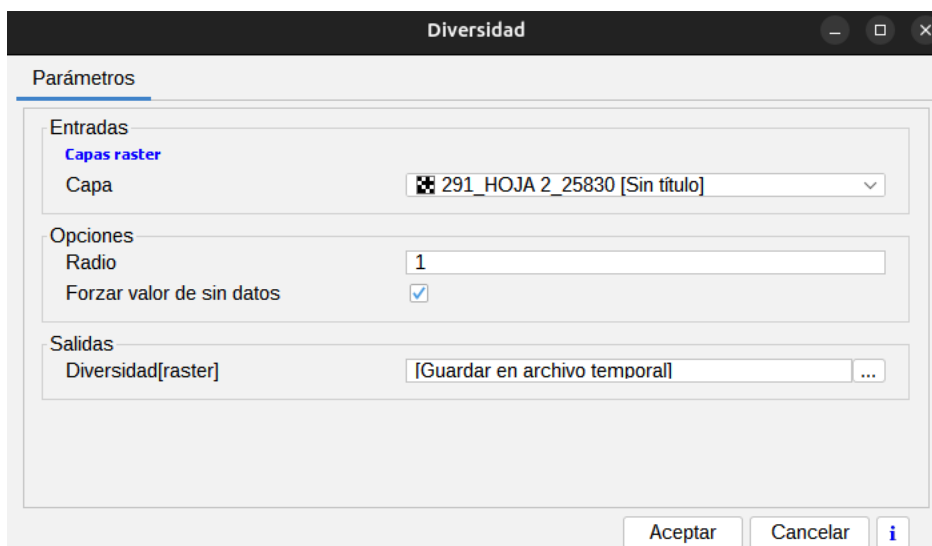 Diversidad
Parámetros
Entradas
Capas raster
Capa 291_HOJA 2_25830 [Sin título]
Opciones
Radio 1
Forzar valor de sin datos
Salidas
Diversidad[raster] [Guardar en archivo temporal] ...
Aceptar Cancelar i